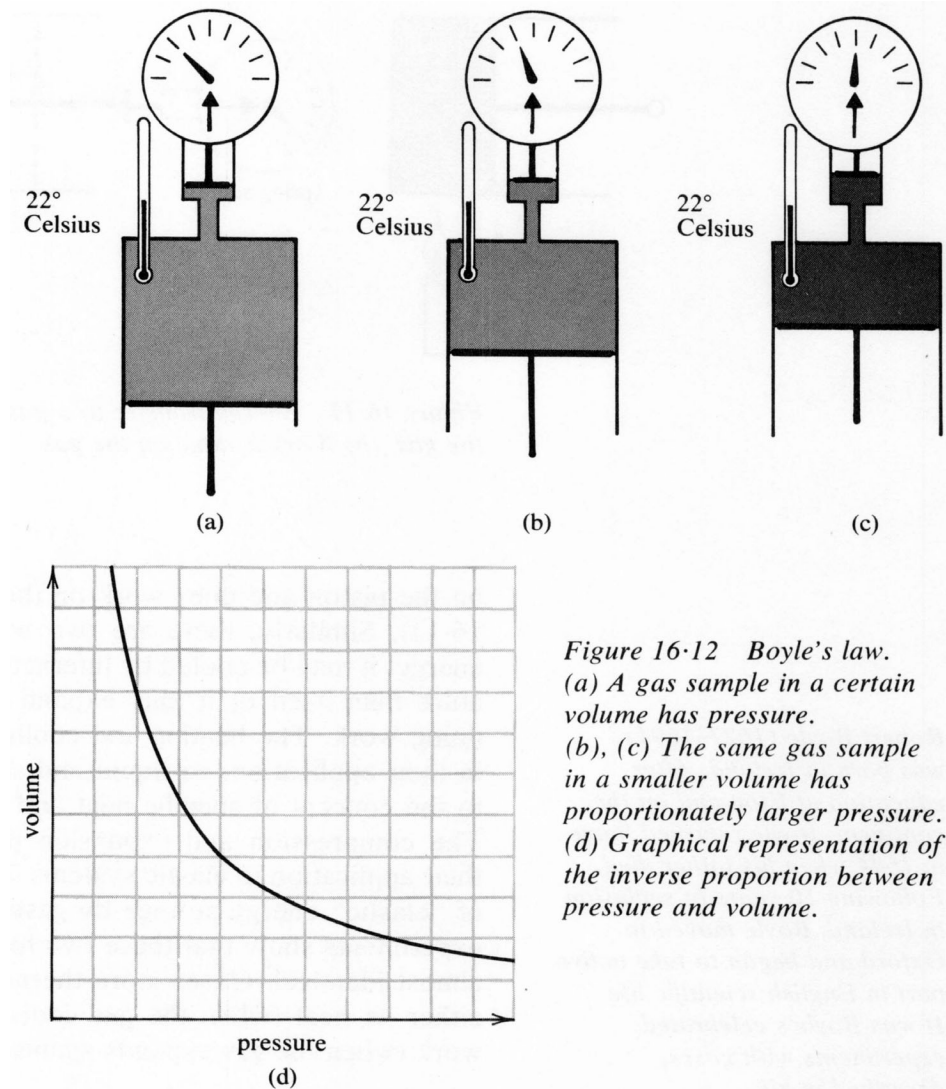 22°
Celsius
22°
Celsius
22°
Celsius
(a)
(b)
(c)
volume
pressure
(d)
Figure 16·12 Boyle's law.
(a) A gas sample in a certain
volume has pressure.
(b), (c) The same gas sample
in a smaller volume has
proportionately larger pressure.
(d) Graphical representation of
the inverse proportion between
pressure and volume.